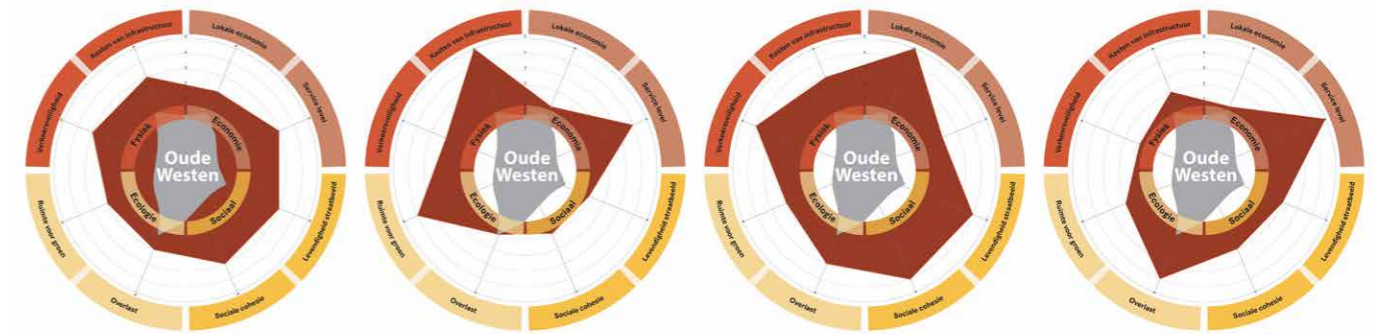 Kosten van infrastructuur
Lokale economie
Service level
Levendigheid straatbeeld
Sociale cohesie
Overlast
Ruimte voor groen
Verkeersveiligheid
Fysiek
Economie
Sociaal
Ecologie
Oude
Westen
Kosten van infrastructuur
Lokale economie
Service level
Levendigheid straatbeeld
Sociale cohesie
Overlast
Ruimte voor groen
Verkeersveiligheid
Fysiek
Economie
Sociaal
Ecologie
Oude
Westen
Kosten van infrastructuur
Lokale economie
Service level
Levendigheid straatbeeld
Sociale cohesie
Overlast
Ruimte voor groen
Verkeersveiligheid
Fysiek
Economie
Sociaal
Ecologie
Oude
Westen
Kosten van infrastructuur
Lokale economie
Service level
Levendigheid straatbeeld
Sociale cohesie
Overlast
Ruimte voor groen
Verkeersveiligheid
Fysiek
Economie
Sociaal
Ecologie
Oude
Westen